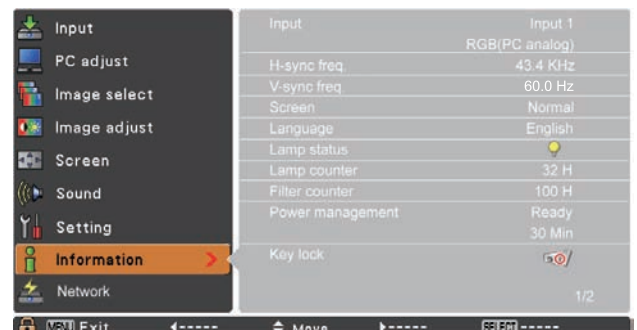 Input
PC adjust
Image select
Image adjust
Screen
Sound
Setting
Information
Network
Input Input 1
RGB(PC analog)
H-sync freq. 43.4 KHz
V-sync freq. 60.0 Hz
Screen Normal
Language English
Lamp status
Lamp counter 32 H
Filter counter 100 H
Power management Ready
30 Min
Key lock
1/2
MENU Exit ----- Move ----- SELECT -----